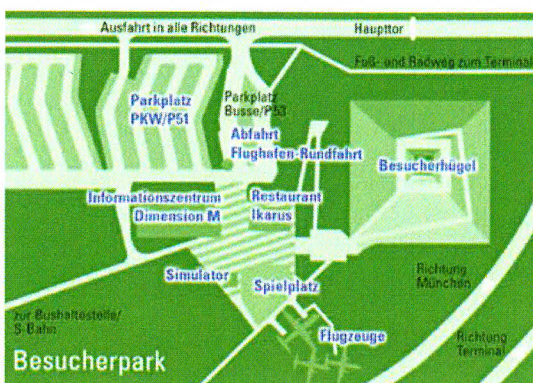 Ausfahrt in alle Richtungen
Haupttor
Fuß- und Radweg zum Terminal
Parkplatz
PKW/P51
Parkplatz
Busse/P53
Abfahrt
Flughafen-Rundfahrt
Besucherhügel
Informationszentrum
Dimension M
Restaurant
Ikarus
Simulator
Spielplatz
Richtung
München
zur Bushaltestelle/
S-Bahn
Flugzeuge
Richtung
Terminal
Besucherpark